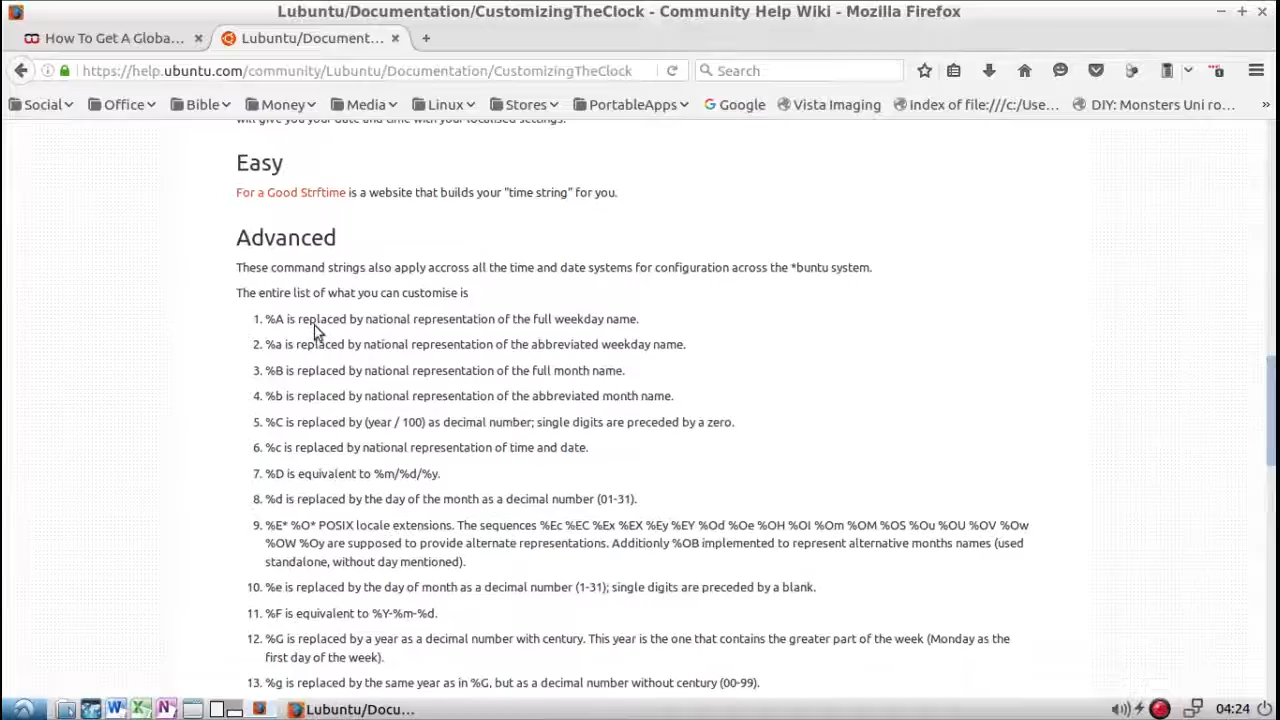 Lubuntu/Documentation/CustomizingTheClock - Community Help Wiki - Mozilla Firefox
How To Get A Globa... Lubuntu/Document...
https://help.ubuntu.com/community/Lubuntu/Documentation/CustomizingTheClock Search
Social Office Bible Money Media Linux Stores PortableApps Google Vista Imaging Index of file:///c:/Use... DIY: Monsters Uni ro... »
will give you your date and time with your localised settings.
Easy
For a Good Strftime is a website that builds your "time string" for you.
Advanced
These command strings also apply accross all the time and date systems for configuration across the *buntu system.
The entire list of what you can customise is
1. %A is replaced by national representation of the full weekday name.
2. %a is replaced by national representation of the abbreviated weekday name.
3. %B is replaced by national representation of the full month name.
4. %b is replaced by national representation of the abbreviated month name.
5. %C is replaced by (year / 100) as decimal number; single digits are preceded by a zero.
6. %c is replaced by national representation of time and date.
7. %D is equivalent to %m/%d/%y.
8. %d is replaced by the day of the month as a decimal number (01-31).
9. %E* %O* POSIX locale extensions. The sequences %Ec %EC %Ex %EX %Ey %EY %Od %Oe %OH %OI %Om %OM %OS %Ou %OU %OV %Ow
%OW %Oy are supposed to provide alternate representations. Additionly %OB implemented to represent alternative months names (used
standalone, without day mentioned).
10. %e is replaced by the day of month as a decimal number (1-31); single digits are preceded by a blank.
11. %F is equivalent to %Y-%m-%d.
12. %G is replaced by a year as a decimal number with century. This year is the one that contains the greater part of the week (Monday as the
first day of the week).
13. %g is replaced by the same year as in %G, but as a decimal number without century (00-99).
Lubuntu/Docu... 04:24